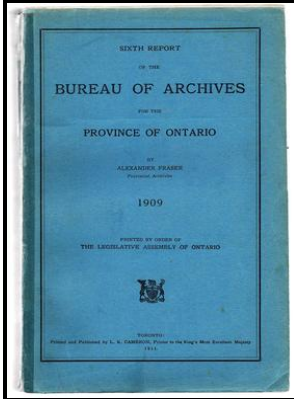 SIXTH REPORT
OF THE
BUREAU OF ARCHIVES
FOR THE
PROVINCE OF ONTARIO
BY
ALEXANDER FRASER
Provincial Archivist
1909
PRINTED BY ORDER OF
THE LEGISLATIVE ASSEMBLY OF ONTARIO
TORONTO:
Printed and Published by L. K. CAMERON, Printer to the King's Most Excellent Majesty